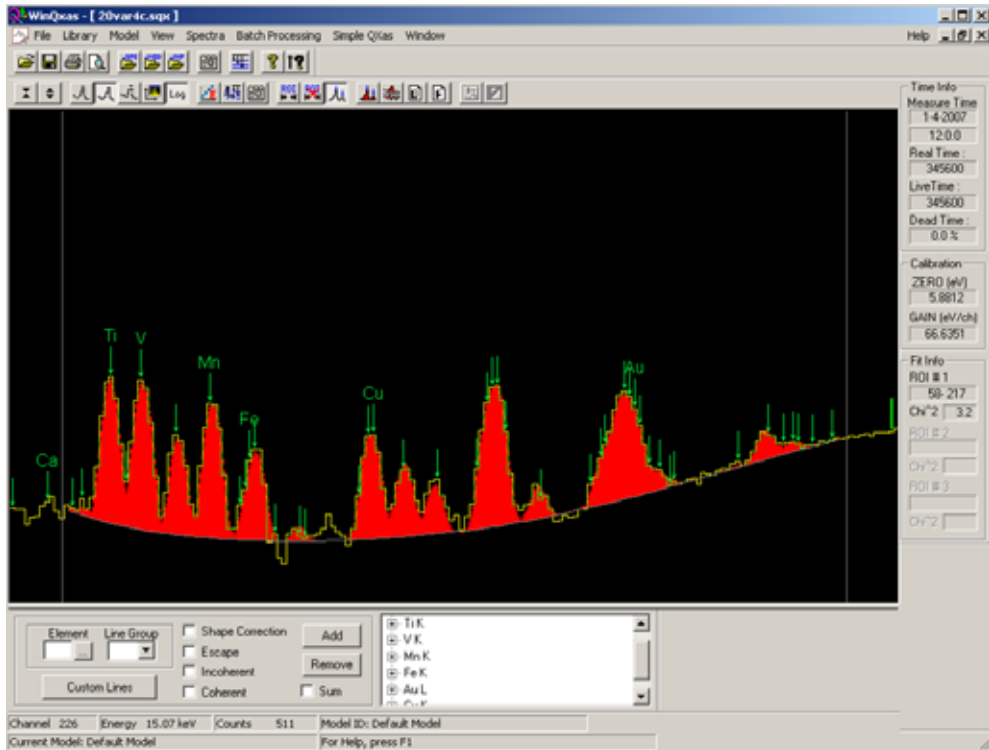 WinQxas - [ 20var4c.sqx ]
File Library Model View Spectra Batch Processing Simple QXas Window Help
Log
Time Info
Measure Time
1-4-2007
12:0:0
Real Time :
345600
LiveTime :
345600
Dead Time :
0.0 %
Calibration
ZERO (eV)
5.8812
GAIN (eV/ch)
66.6351
Fit Info
ROI # 1
58- 217
Chi^2 3.2
ROI # 2
Chi^2
ROI # 3
Chi^2
Ti V
Mn
Au
Cu
Fe
Ca
Element Line Group
...
Custom Lines
Shape Correction
Escape
Incoherent
Coherent
Add
Remove
Sum
Ti K
V K
Mn K
Fe K
Au L
Cu K
Channel 226 Energy 15.07 keV Counts 511 Model ID: Default Model
Current Model: Default Model For Help, press F1